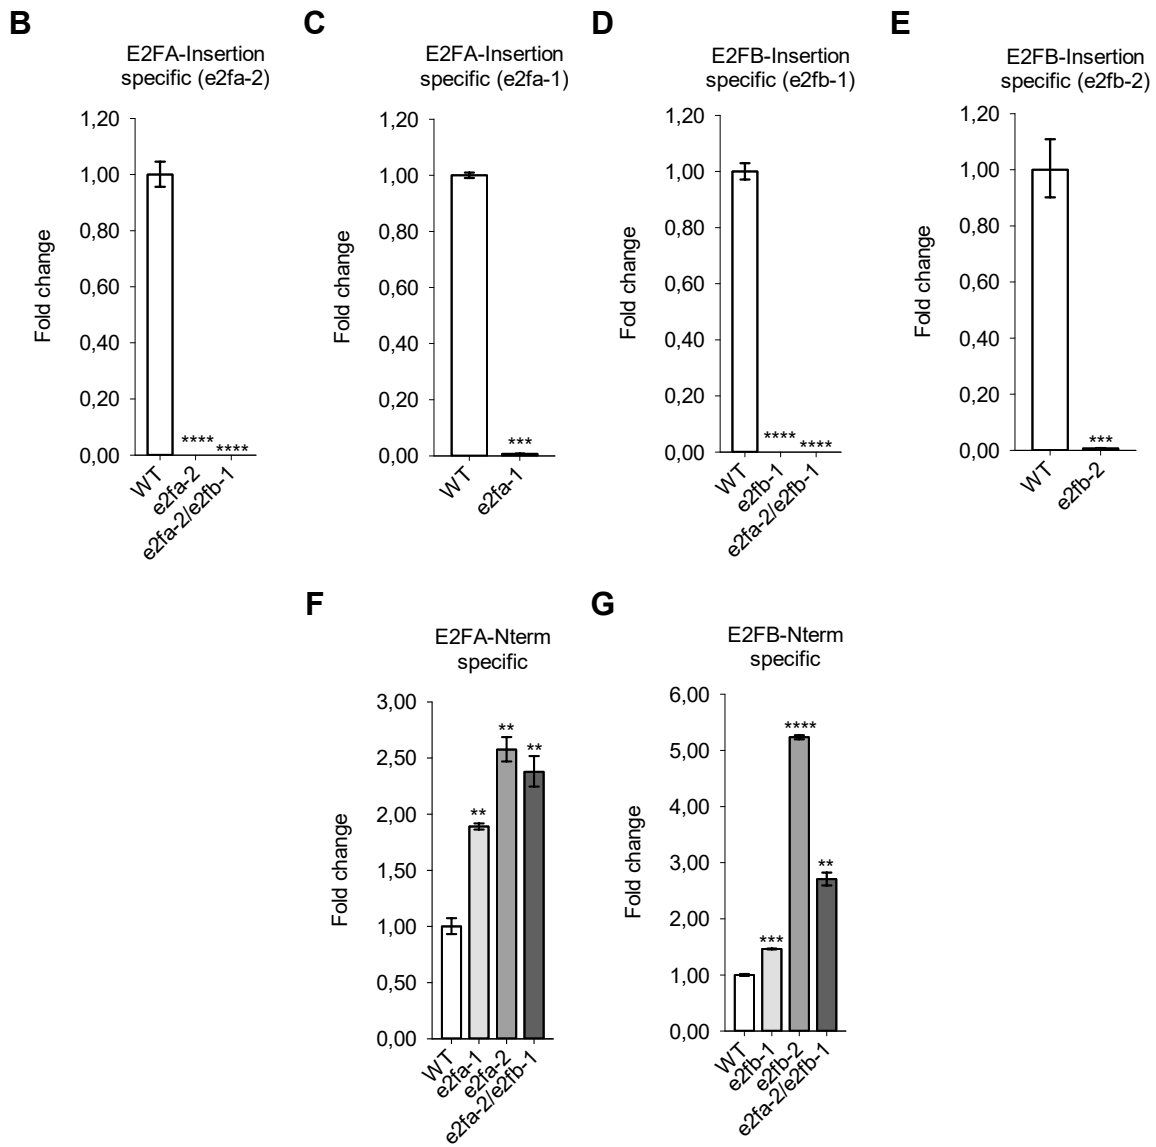 B
E2FA-Insertion
specific (e2fa-2)
Fold change
1,20
1,00
0,80
0,60
0,40
0,20
0,00
****
****
WT
e2fa-2
e2fa-2/e2fb-1
C
E2FA-Insertion
specific (e2fa-1)
Fold change
1,20
1,00
0,80
0,60
0,40
0,20
0,00
***
WT
e2fa-1
D
E2FB-Insertion
specific (e2fb-1)
Fold change
1,20
1,00
0,80
0,60
0,40
0,20
0,00
****
****
WT
e2fb-1
e2fa-2/e2fb-1
E
E2FB-Insertion
specific (e2fb-2)
Fold change
1,20
1,00
0,80
0,60
0,40
0,20
0,00
***
WT
e2fb-2
F
E2FA-Nterm
specific
Fold change
3,00
2,50
2,00
1,50
1,00
0,50
0,00
**
**
**
WT
e2fa-1
e2fa-2
e2fa-2/e2fb-1
G
E2FB-Nterm
specific
Fold change
6,00
5,00
4,00
3,00
2,00
1,00
0,00
***
****
**
WT
e2fb-1
e2fb-2
e2fa-2/e2fb-1